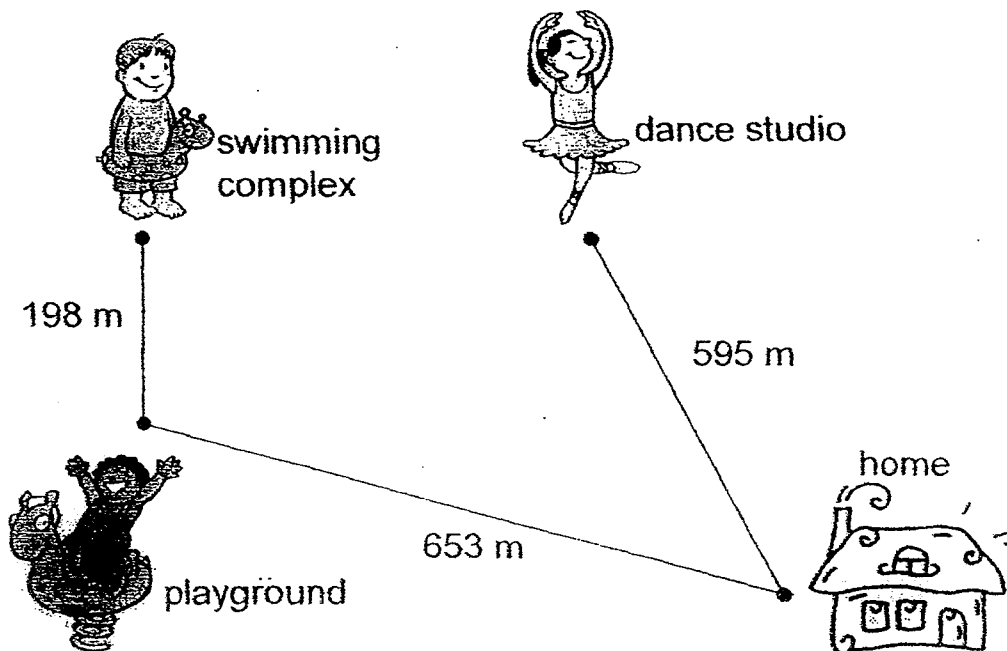 swimming
complex
dance studio
198 m
595 m
home
653 m
playground